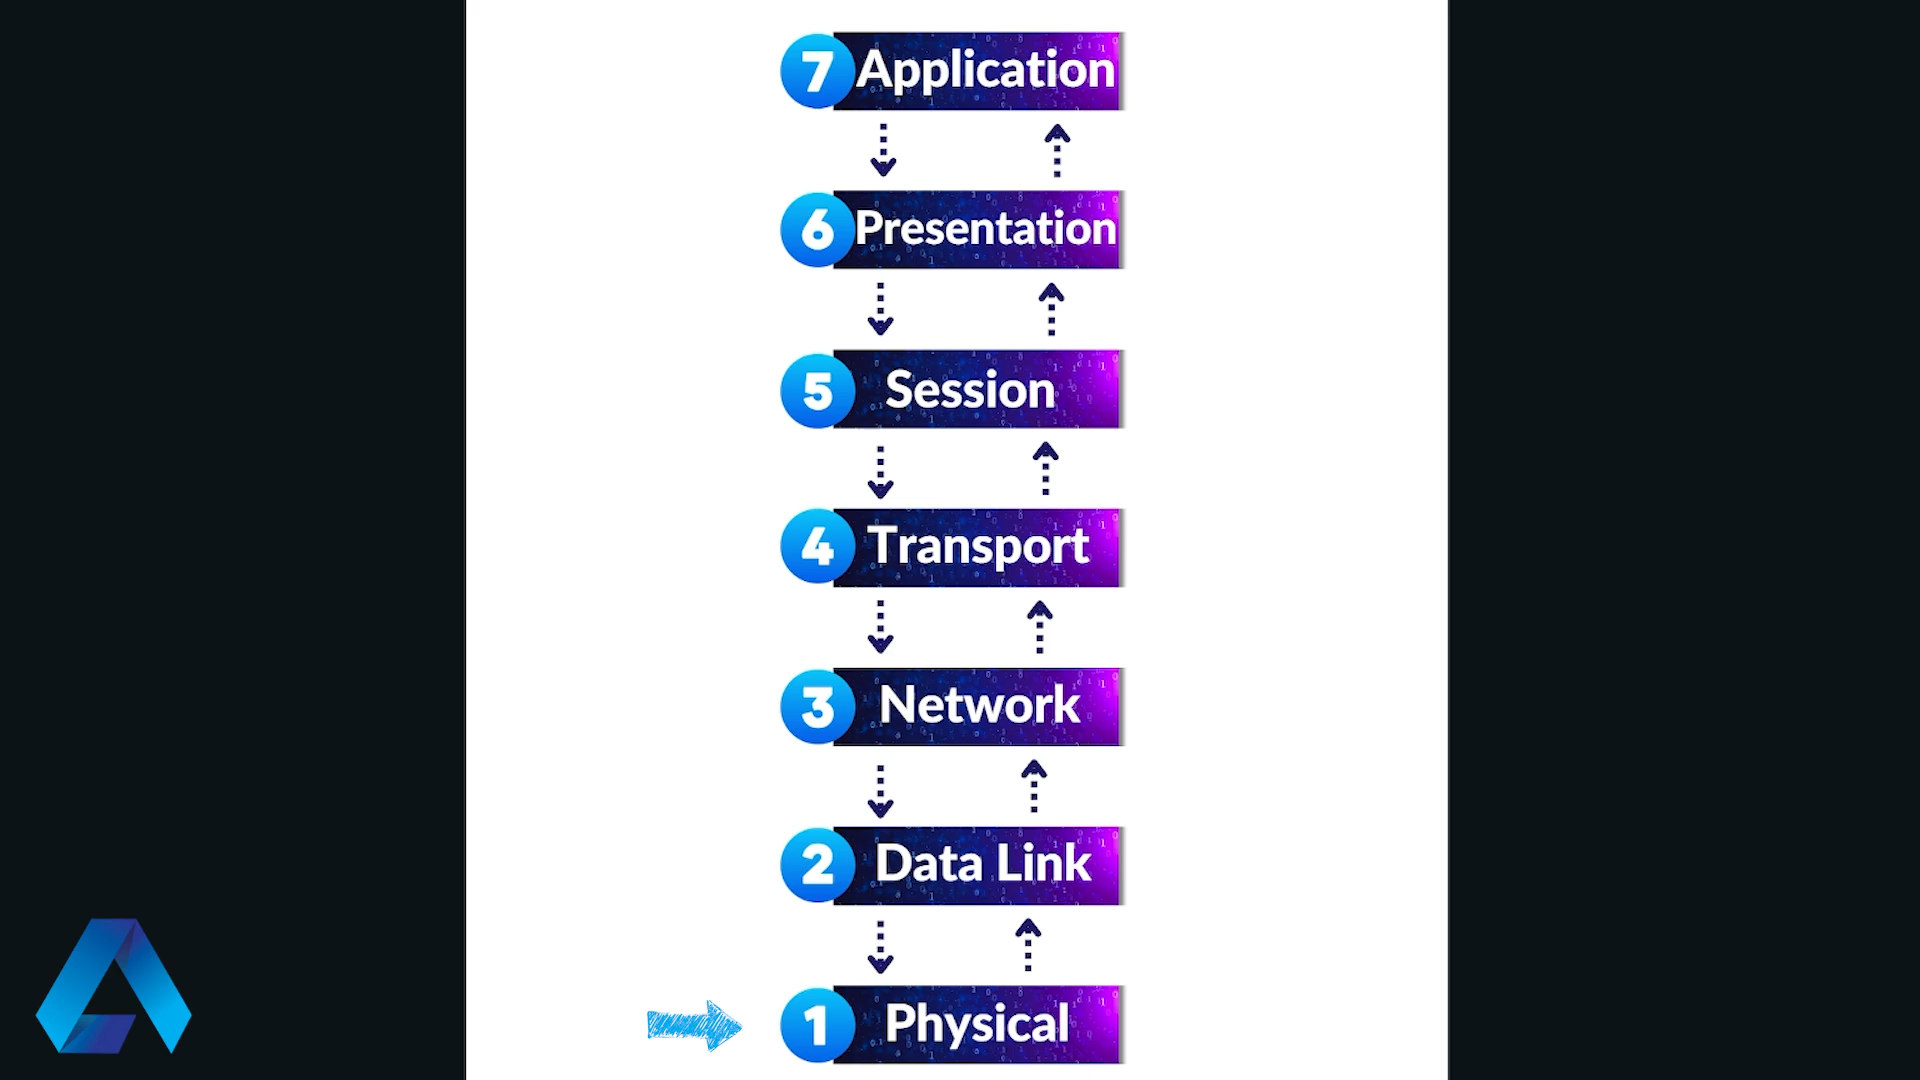 7 Application
6 Presentation
5 Session
4 Transport
3 Network
2 Data Link
1 Physical